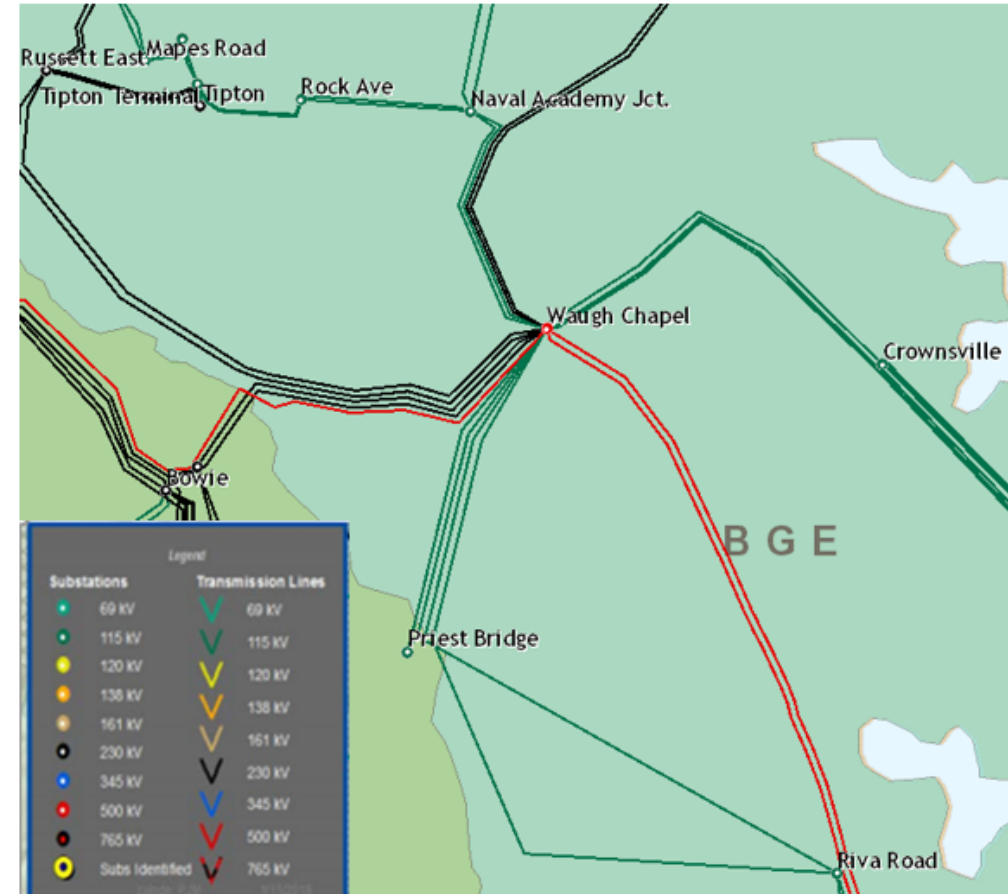 Russett East
Mapes Road
Tipton Terminal
Tipton
Rock Ave
Naval Academy Jct.
Waugh Chapel
Crownsville
Bowie
B G E
Priest Bridge
Riva Road
Legend
Substations
Transmission Lines
69 kV
69 kV
115 kV
115 kV
120 kV
120 kV
138 kV
138 kV
161 kV
161 kV
230 kV
230 kV
345 kV
345 kV
500 kV
500 kV
765 kV
Subs Identified
765 kV